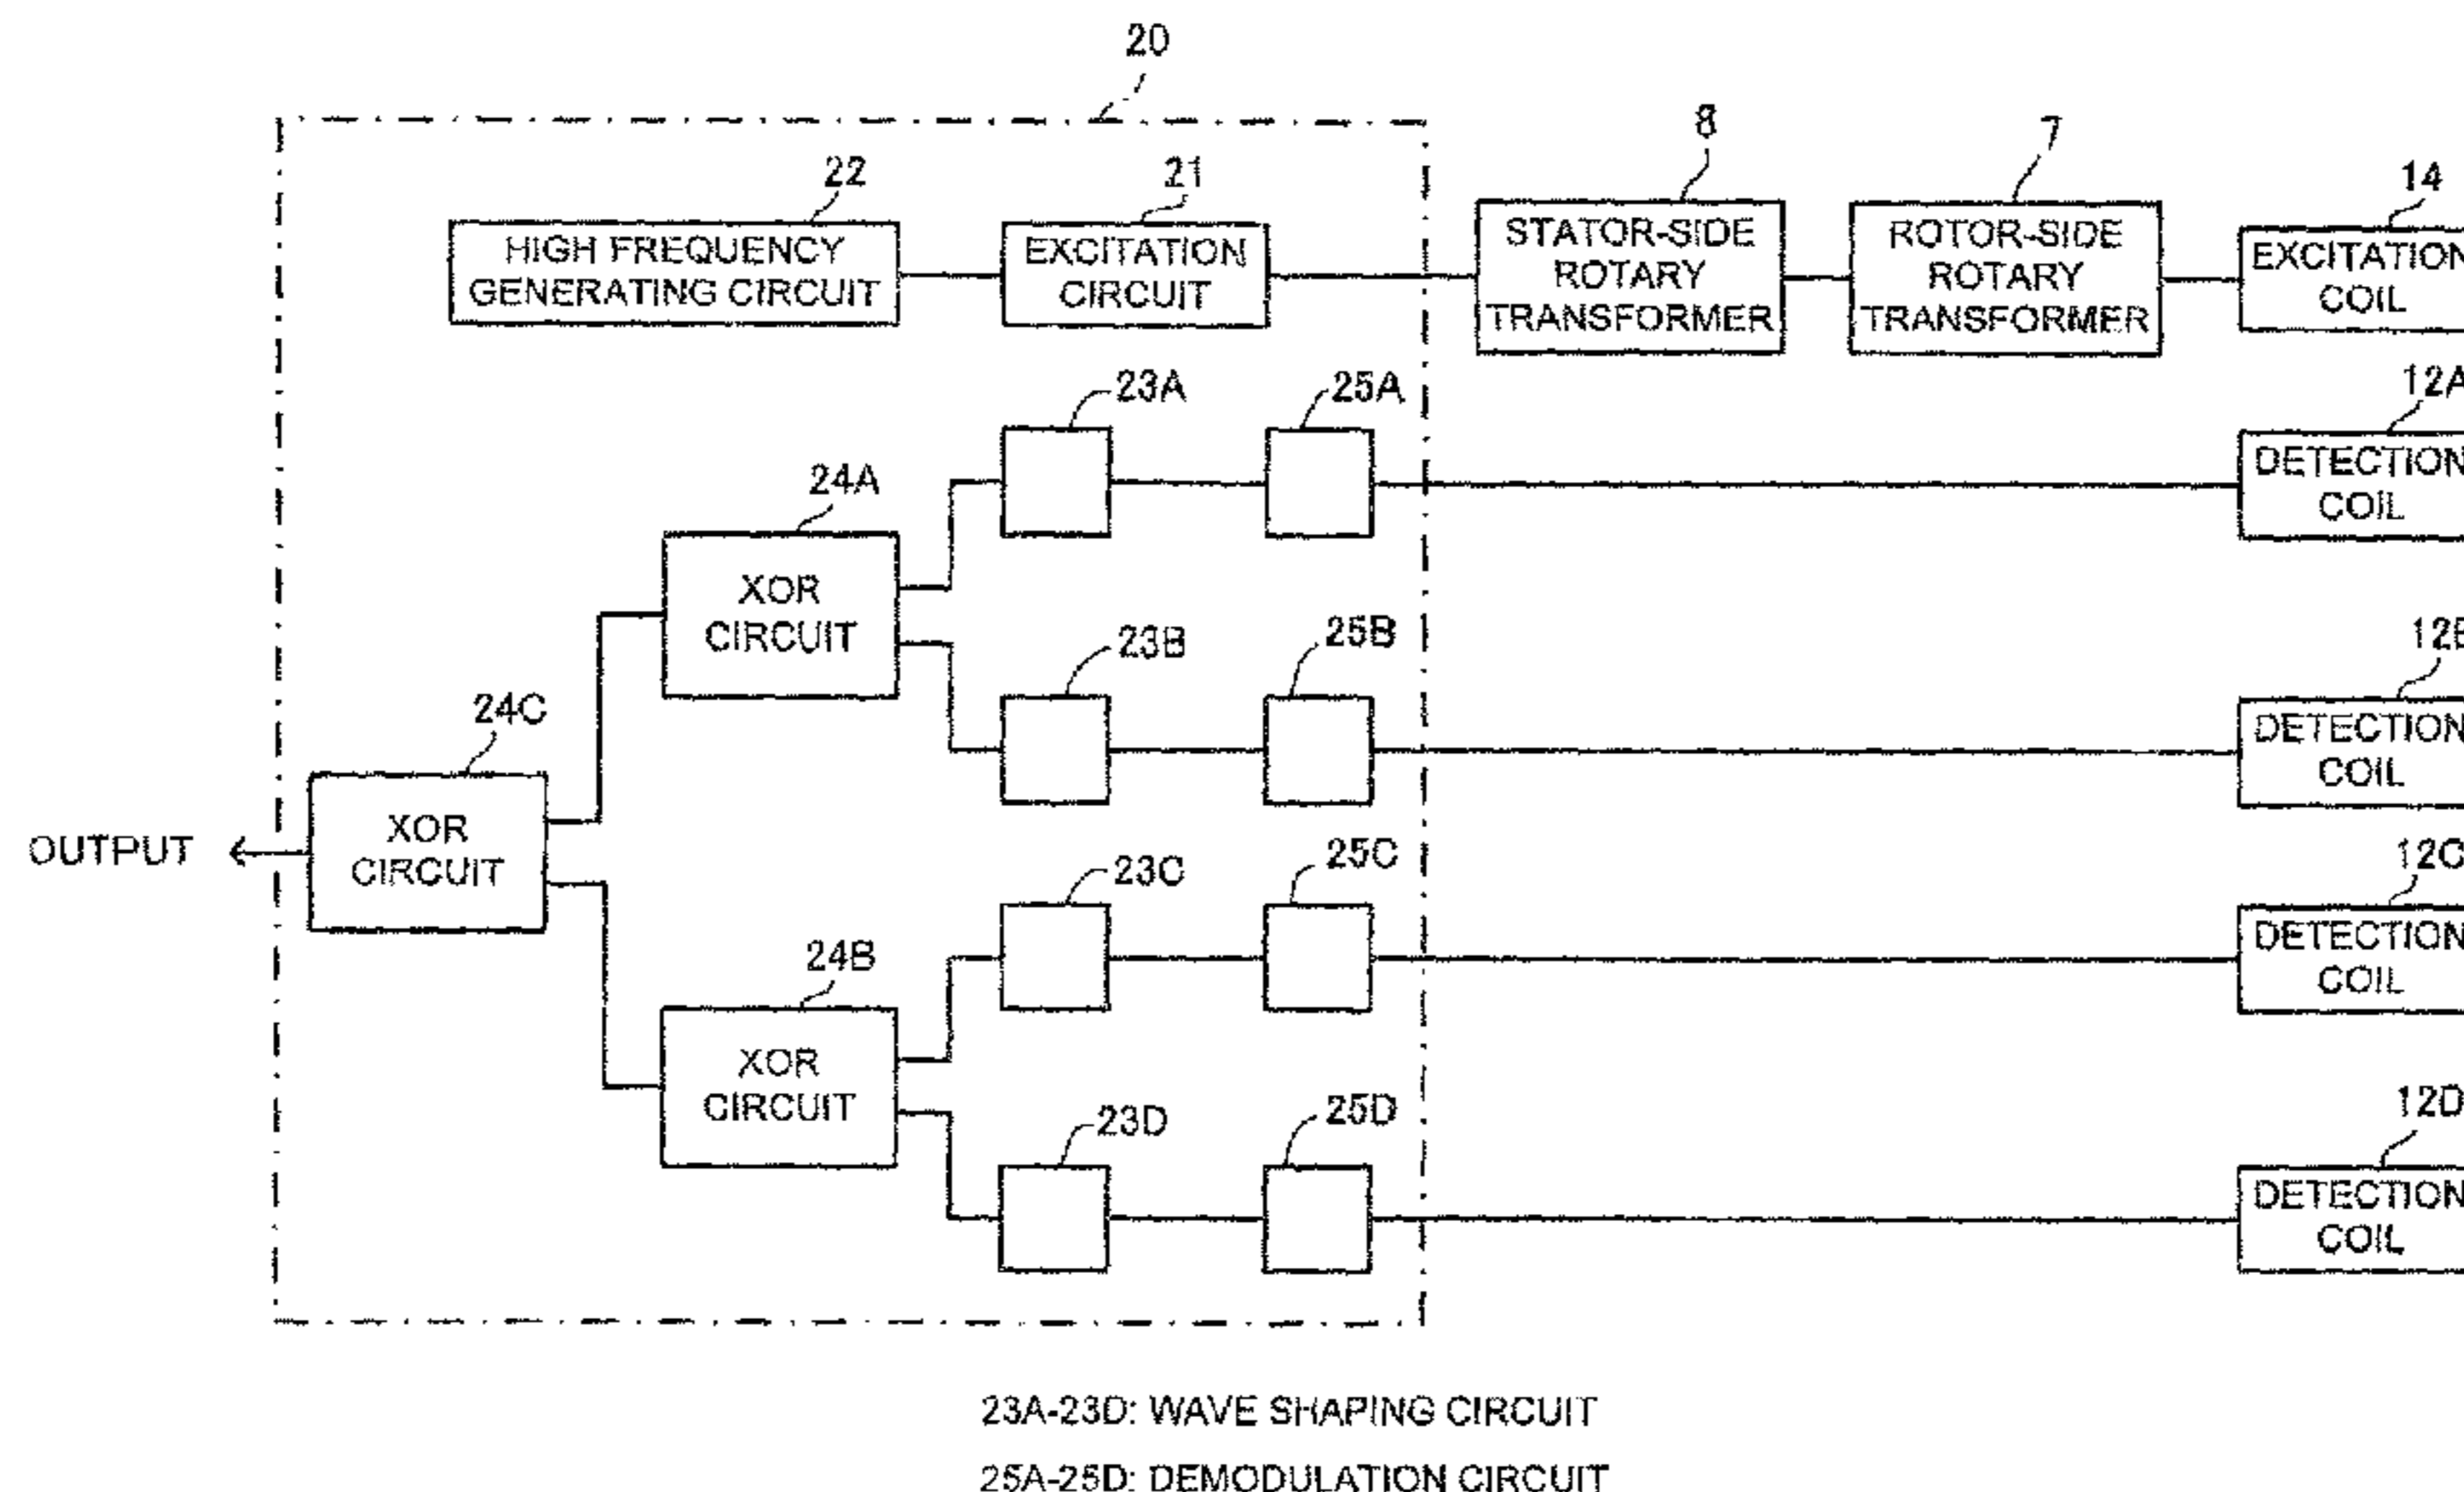 20
8
7
22
21
14
HIGH FREQUENCY
GENERATING CIRCUIT
EXCITATION
CIRCUIT
STATOR-SIDE
ROTARY
TRANSFORMER
ROTOR-SIDE
ROTARY
TRANSFORMER
EXCITATION
COIL
23A
25A
12A
DETECTION
COIL
24A
XOR
CIRCUIT
23B
25B
12B
DETECTION
COIL
24C
XOR
CIRCUIT
OUTPUT
23C
25C
12C
DETECTION
COIL
24B
XOR
CIRCUIT
23D
25D
12D
DETECTION
COIL
23A-23D: WAVE SHAPING CIRCUIT
25A-25D: DEMODULATION CIRCUIT